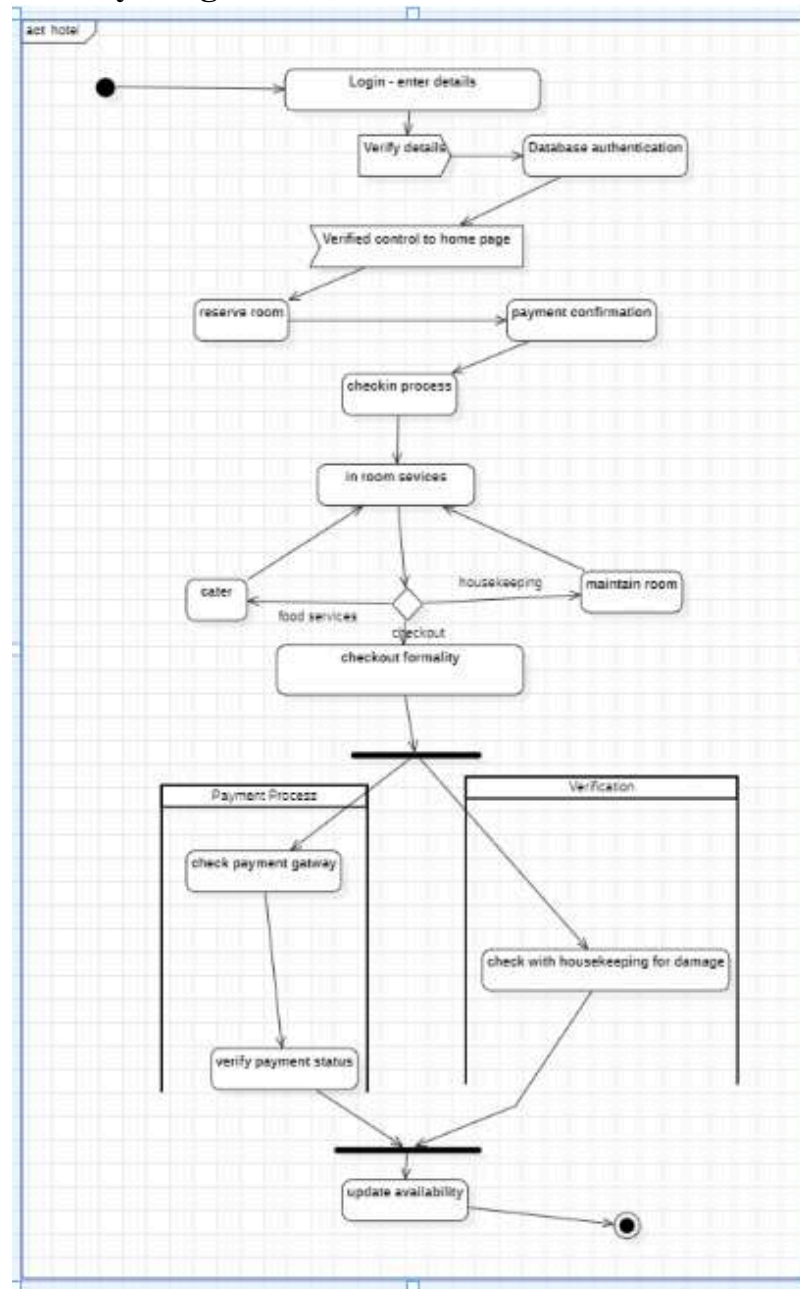 act hotel
Login - enter details
Verify details
Database authentication
Verified control to home page
reserve room
payment confirmation
checkin process
in room sevices
cater
housekeeping
maintain room
food services
checkout
checkout formality
Payment Process
Verification
check payment gatway
check with housekeeping for damage
verify payment status
update availability